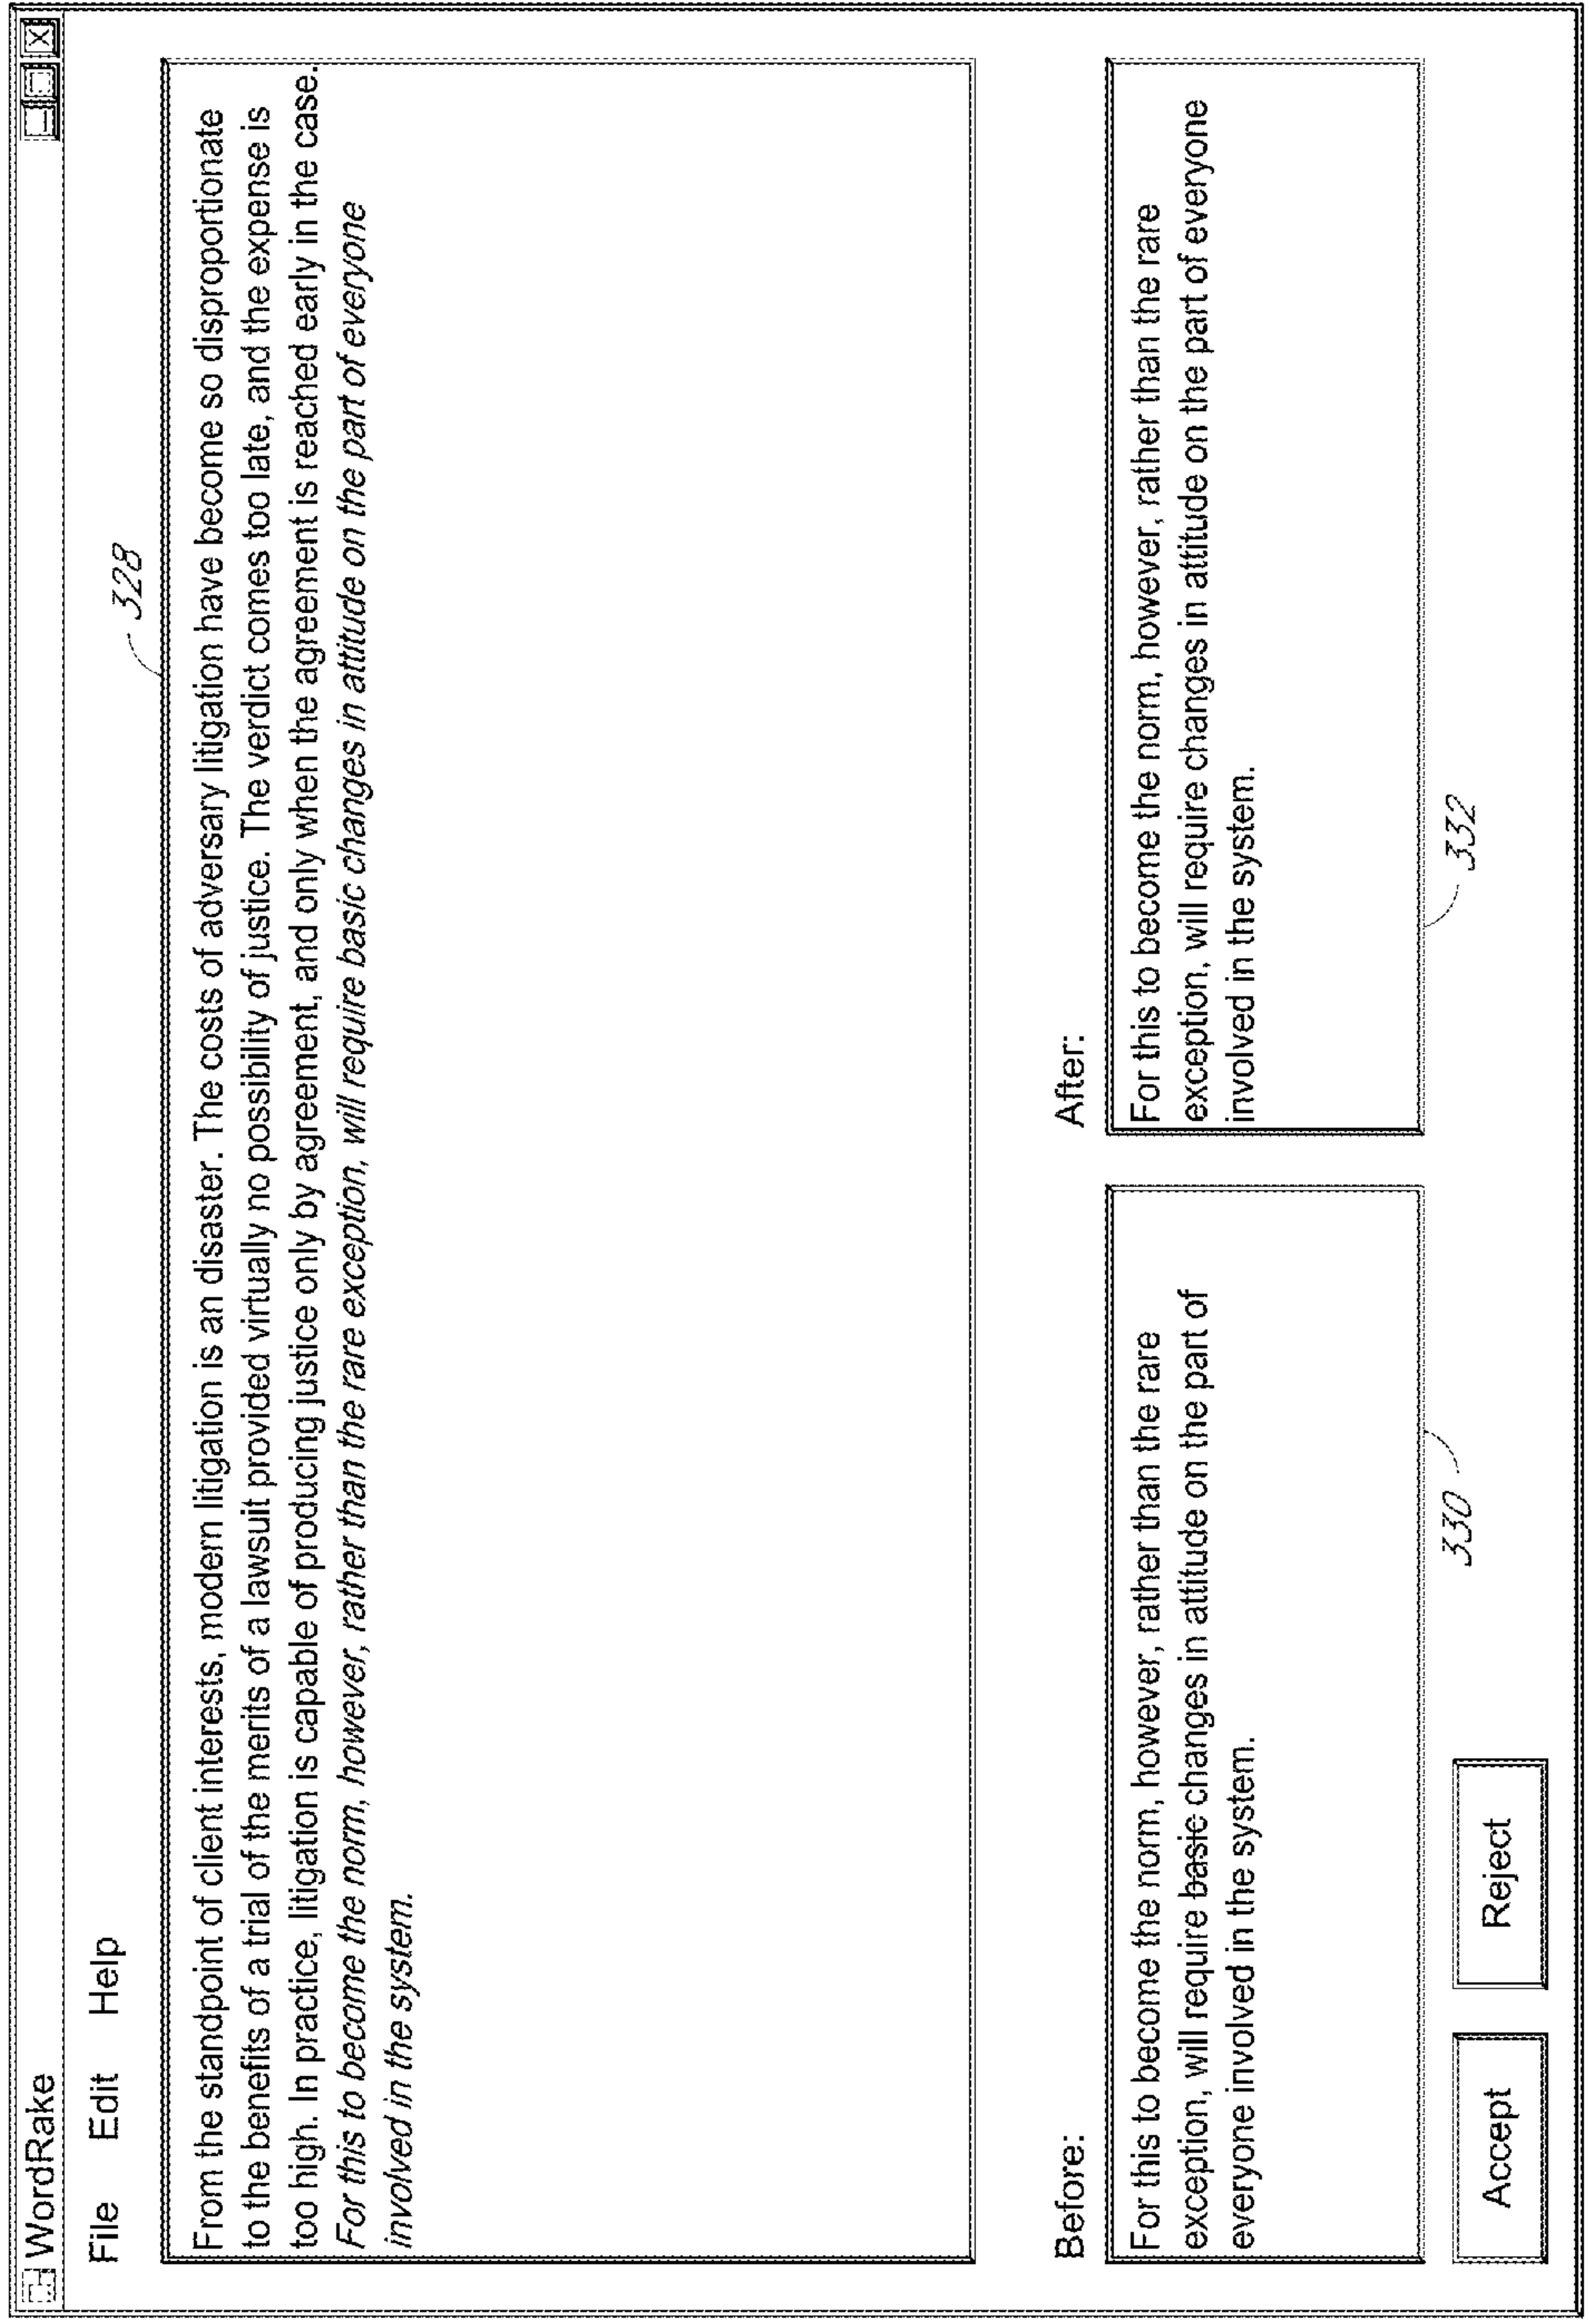 WordRake
File Edit Help
328
From the standpoint of client interests, modern litigation is an disaster. The costs of adversary litigation have become so disproportionate
to the benefits of a trial of the merits of a lawsuit provided virtually no possibility of justice. The verdict comes too late, and the expense is
too high. In practice, litigation is capable of producing justice only by agreement, and only when the agreement is reached early in the case.
For this to become the norm, however, rather than the rare exception, will require basic changes in attitude on the part of everyone
involved in the system.
Before:
For this to become the norm, however, rather than the rare
exception, will require basic changes in attitude on the part of
everyone involved in the system.
330
After:
For this to become the norm, however, rather than the rare
exception, will require changes in attitude on the part of everyone
involved in the system.
332
Accept
Reject